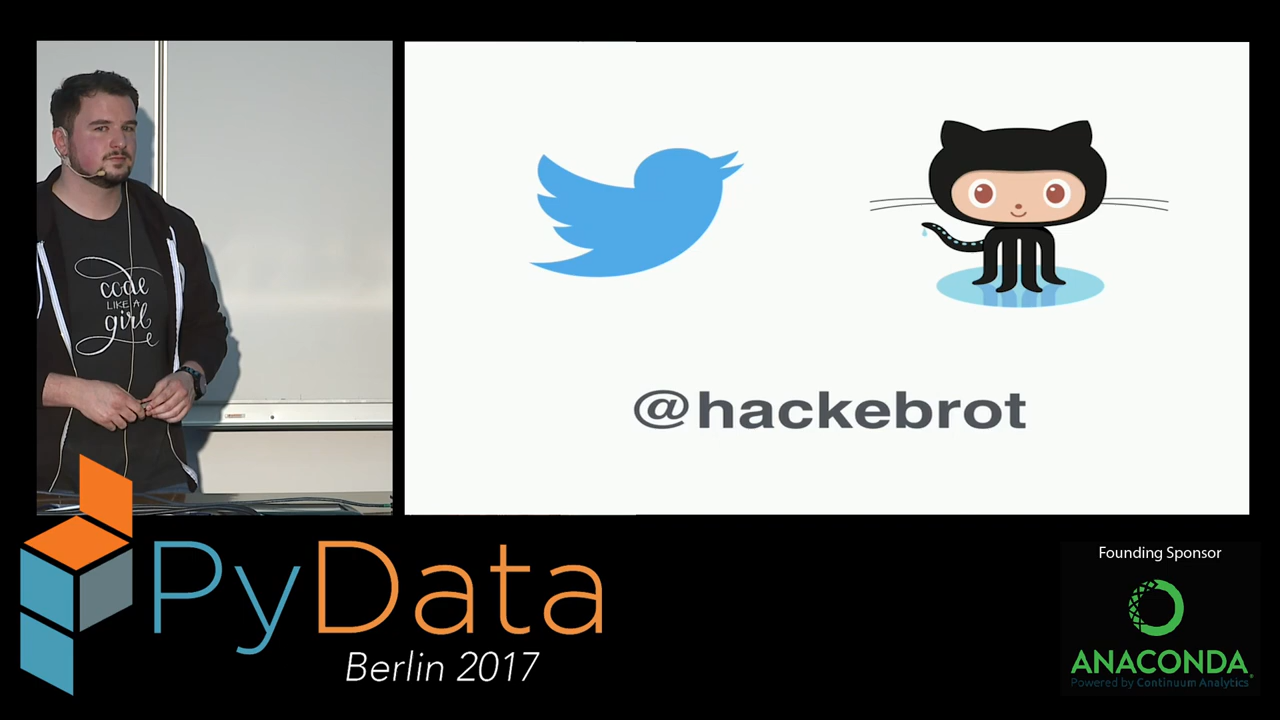 code
LIKE A
girl
@hackebrot
PyData
Berlin 2017
Founding Sponsor
ANACONDA®
Powered by Continuum Analytics